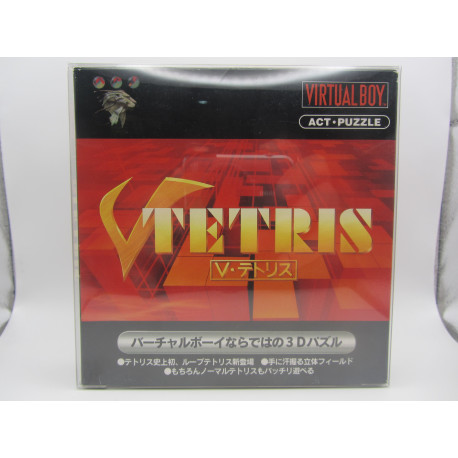 VIRTUAL BOY
ACT・PUZZLE
V TETRIS
V・テトリス
バーチャルボーイならではの3Dパズル
●テトリス史上初、ループテトリス新登場 ●手に汗握る立体フィールド
●もちろんノーマルテトリスもバッチリ遊べる